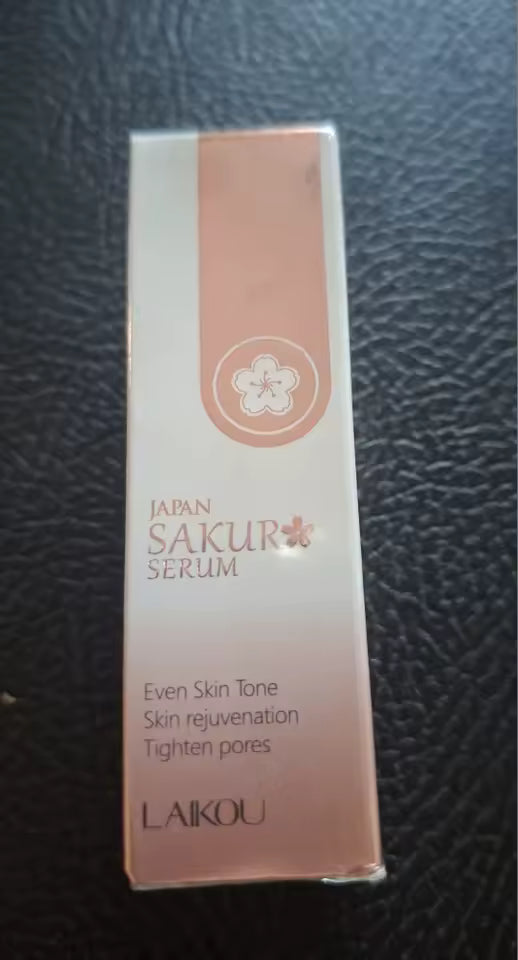 JAPAN
SAKUR
SERUM
Even Skin Tone
Skin rejuvenation
Tighten pores
LAIKOU